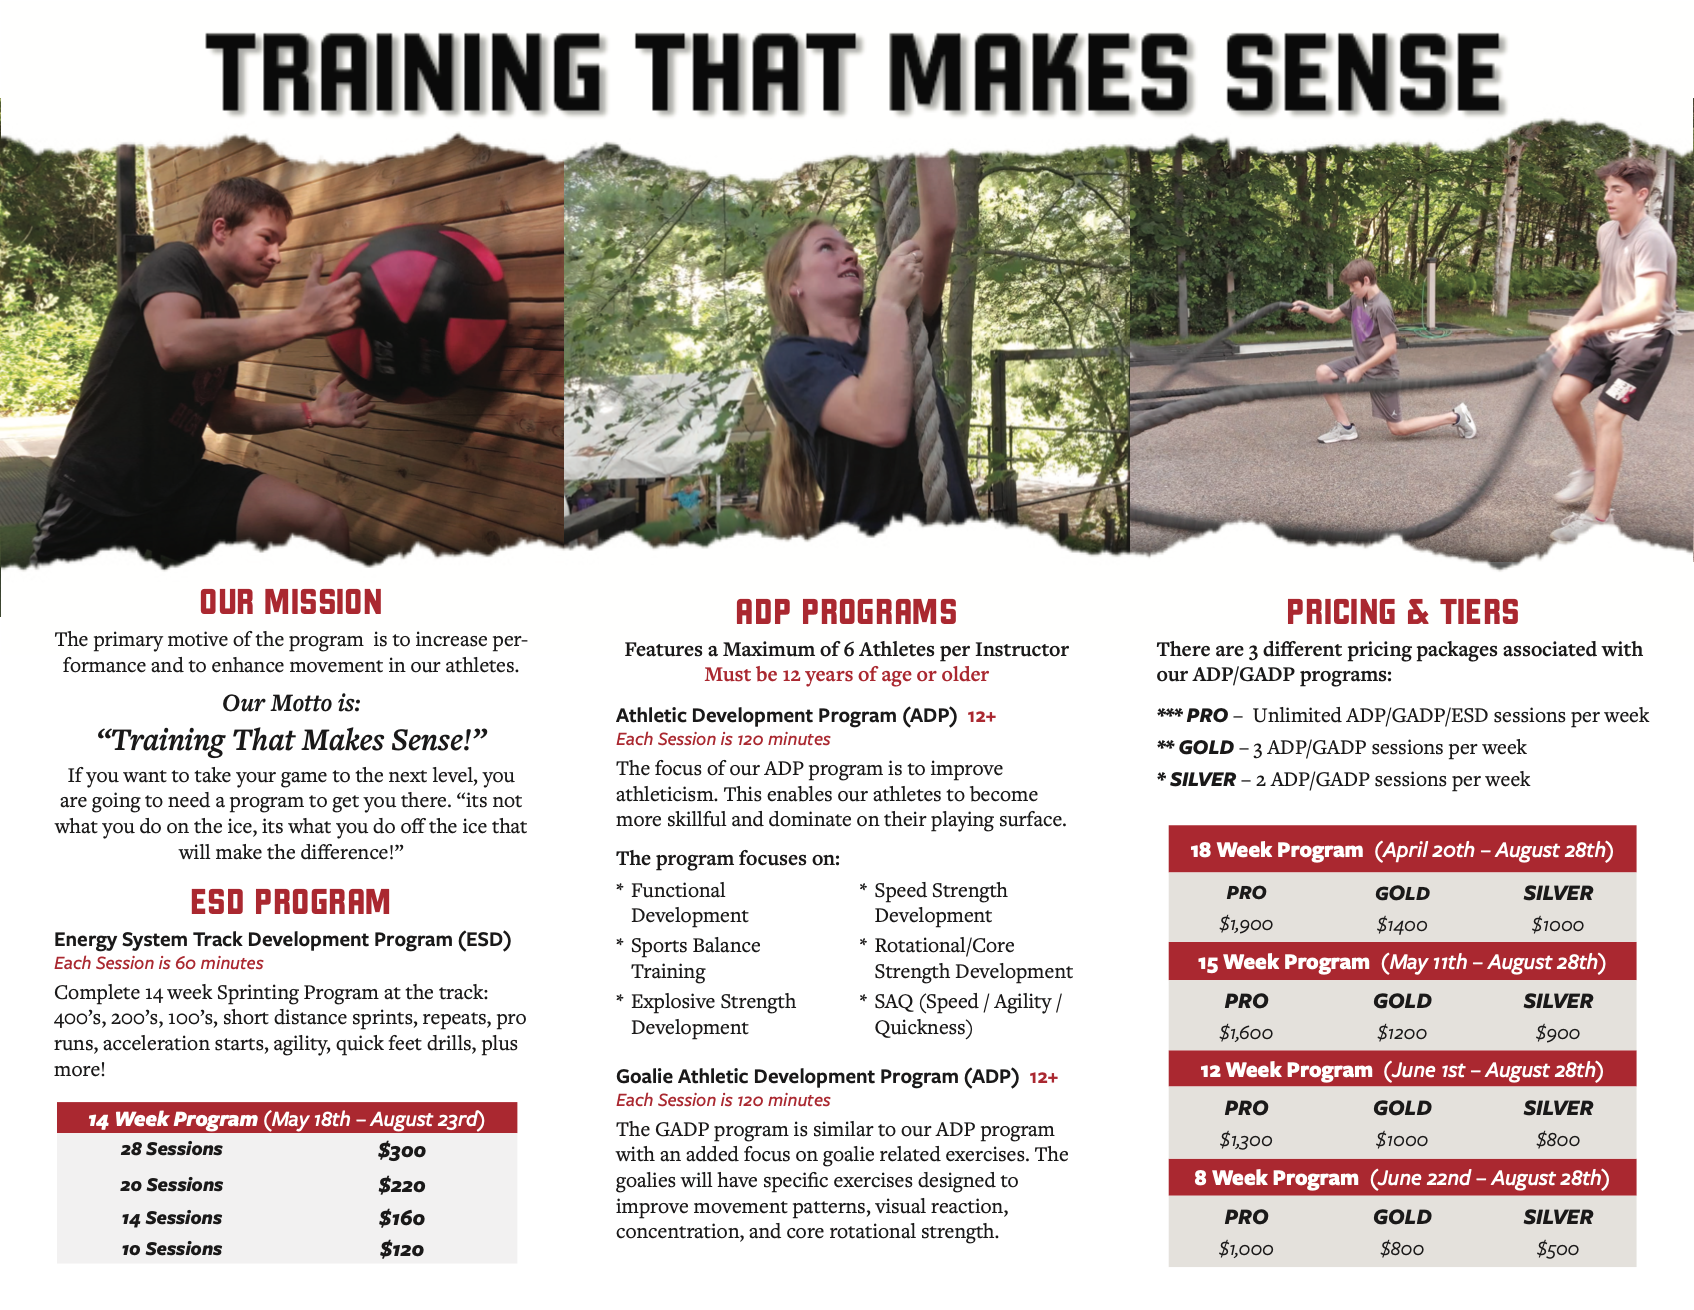 TRAINING THAT MAKES SENSE
25LB
OUR MISSION
The primary motive of the program is to increase per-
formance and to enhance movement in our athletes.
Our Motto is:
“Training That Makes Sense!”
If you want to take your game to the next level, you
are going to need a program to get you there. “its not
what you do on the ice, its what you do off the ice that
will make the difference!”
ESD PROGRAM
Energy System Track Development Program (ESD)
Each Session is 60 minutes
Complete 14 week Sprinting Program at the track:
400’s, 200’s, 100’s, short distance sprints, repeats, pro
runs, acceleration starts, agility, quick feet drills, plus
more!
14 Week Program (May 18th – August 23rd)
28 Sessions $300
20 Sessions $220
14 Sessions $160
10 Sessions $120
ADP PROGRAMS
Features a Maximum of 6 Athletes per Instructor
Must be 12 years of age or older
Athletic Development Program (ADP) 12+
Each Session is 120 minutes
The focus of our ADP program is to improve
athleticism. This enables our athletes to become
more skillful and dominate on their playing surface.
The program focuses on:
* Functional
Development
* Sports Balance
Training
* Explosive Strength
Development
* Speed Strength
Development
* Rotational/Core
Strength Development
* SAQ (Speed / Agility /
Quickness)
Goalie Athletic Development Program (ADP) 12+
Each Session is 120 minutes
The GADP program is similar to our ADP program
with an added focus on goalie related exercises. The
goalies will have specific exercises designed to
improve movement patterns, visual reaction,
concentration, and core rotational strength.
PRICING & TIERS
There are 3 different pricing packages associated with
our ADP/GADP programs:
*** PRO – Unlimited ADP/GADP/ESD sessions per week
** GOLD – 3 ADP/GADP sessions per week
* SILVER – 2 ADP/GADP sessions per week
18 Week Program (April 20th – August 28th)
PRO GOLD SILVER
$1,900 $1400 $1000
15 Week Program (May 11th – August 28th)
PRO GOLD SILVER
$1,600 $1200 $900
12 Week Program (June 1st – August 28th)
PRO GOLD SILVER
$1,300 $1000 $800
8 Week Program (June 22nd – August 28th)
PRO GOLD SILVER
$1,000 $800 $500